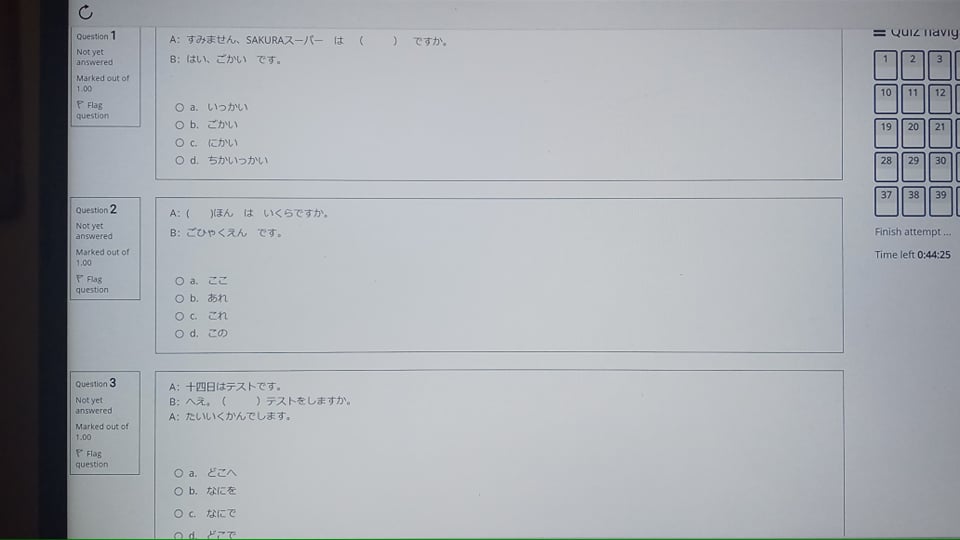 Question 1
Not yet
answered
Marked out of
1.00
Flag
question
A: すみません、SAKURAスーパー は ( ) ですか。
B: はい、ごかい です。
a. いっかい
b. ごかい
c. にかい
d. ちかいっかい
Question 2
Not yet
answered
Marked out of
1.00
Flag
question
A: ( )ほん は いくらですか。
B: ごひゃくえん です。
a. ここ
b. あれ
c. これ
d. この
Question 3
Not yet
answered
Marked out of
1.00
Flag
question
A: 十四日はテストです。
B: へえ。( )テストをしますか。
A: たいいくかんでします。
a. どこへ
b. なにを
c. なにで
d. どこで
Quiz navig
1 2 3
10 11 12
19 20 21
28 29 30
37 38 39
Finish attempt ...
Time left 0:44:25